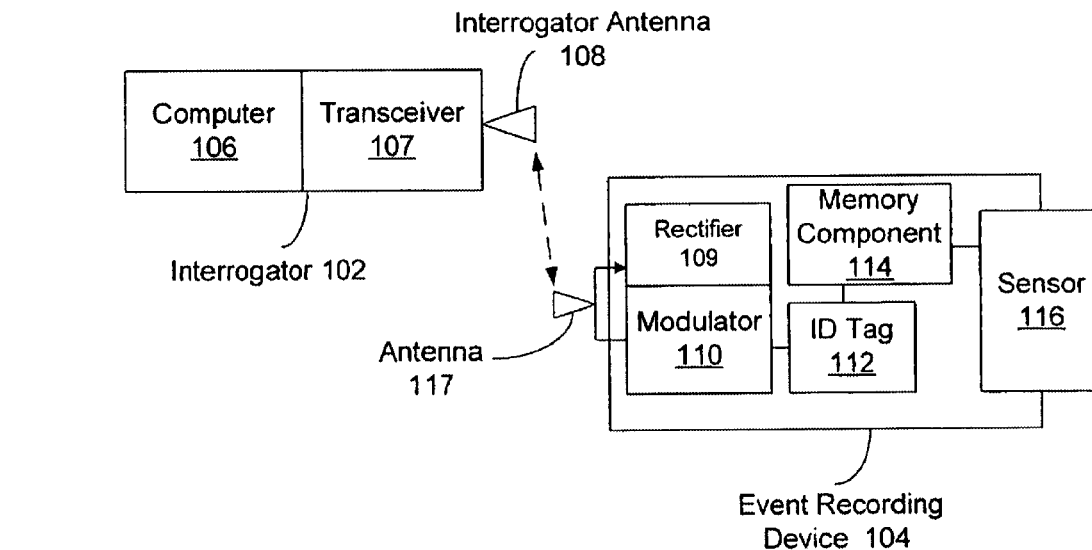 Interrogator Antenna
108
Computer
106
Transceiver
107
Interrogator 102
Antenna
117
Rectifier
109
Modulator
110
Memory
Component
114
ID Tag
112
Sensor
116
Event Recording
Device 104